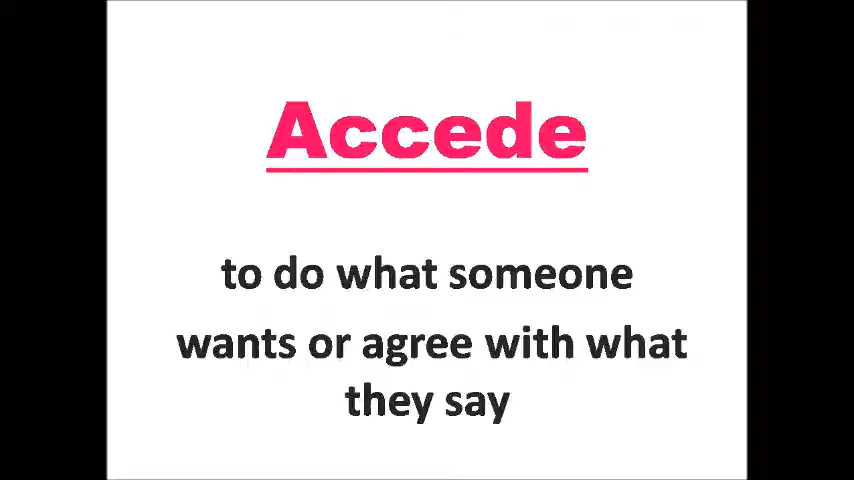 Accede
to do what someone
wants or agree with what
they say